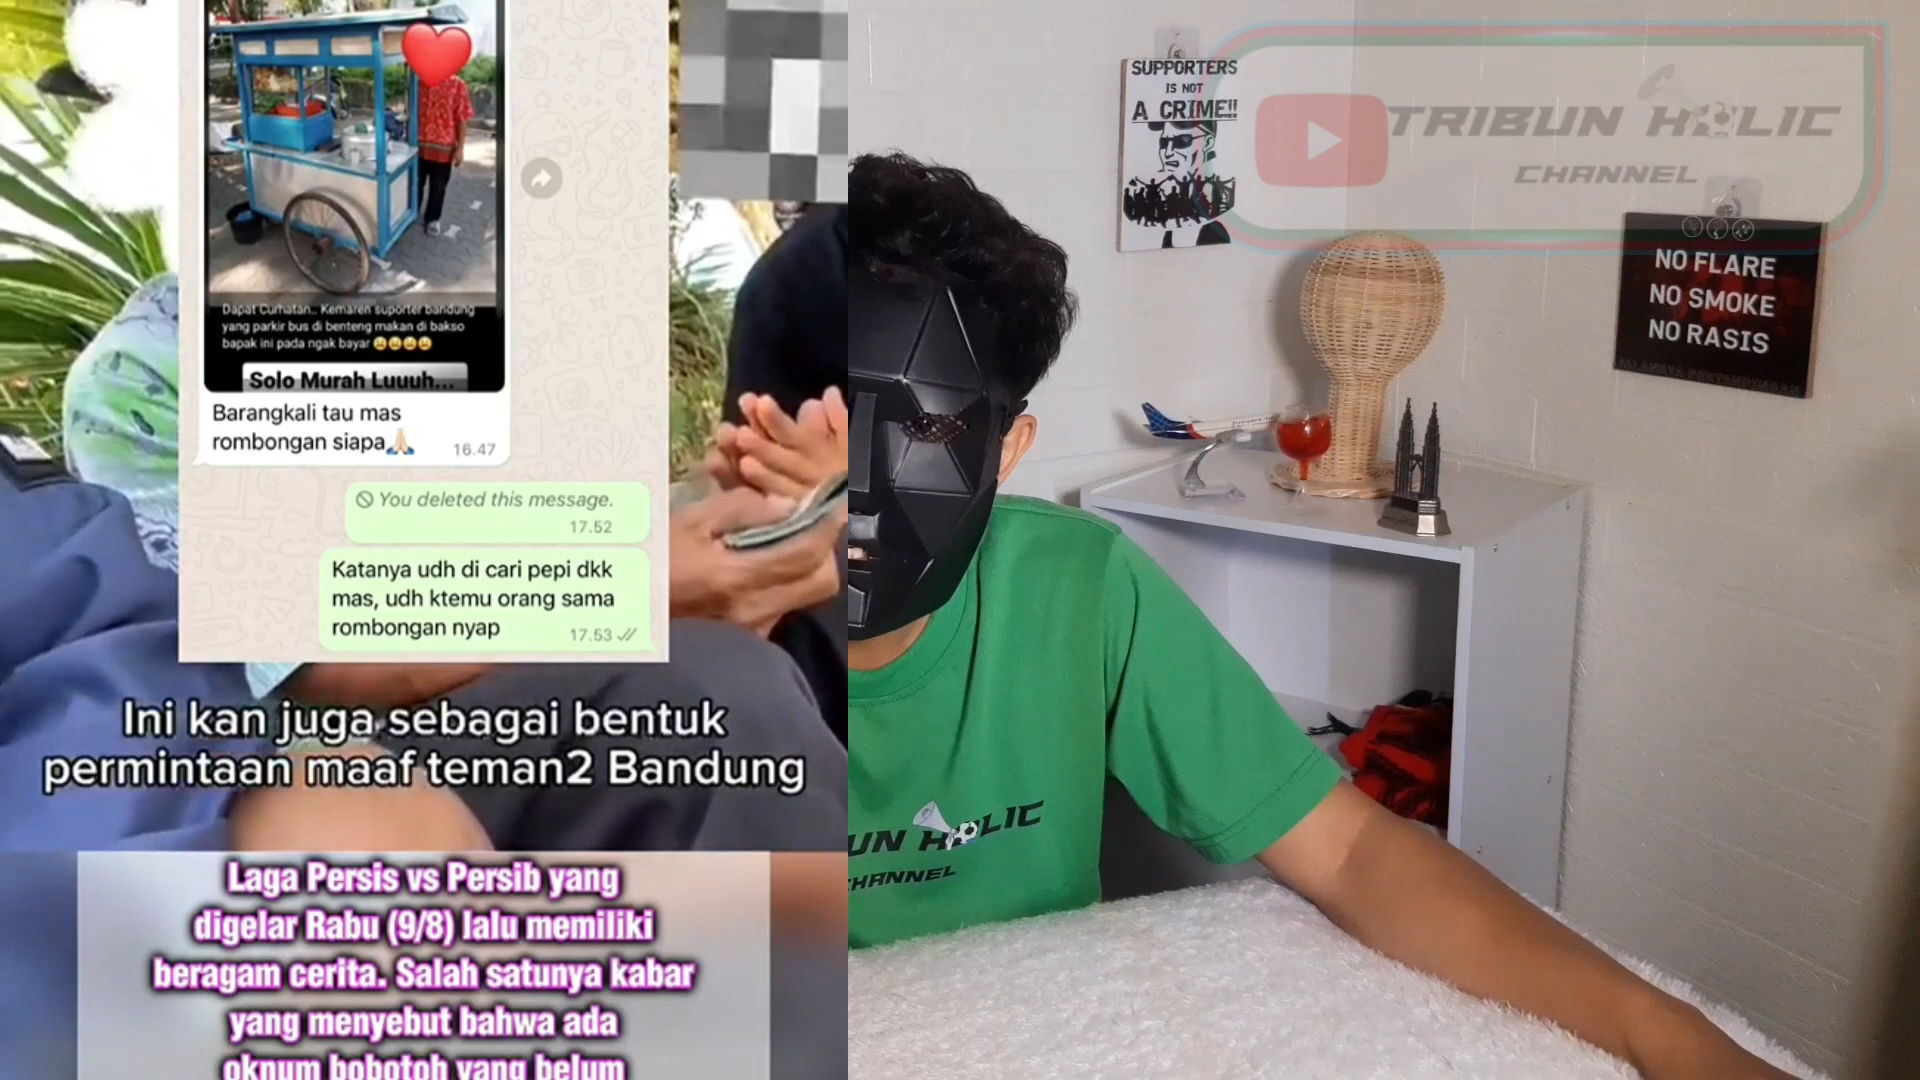 Dapat Curhatan.. Kemaren suporter bandung
yang parkir bus di benteng makan di bakso
bapak ini pada ngak bayar 😩😩😩😩
Solo Murah Luuuh...
Barangkali tau mas
rombongan siapa🙏🏻
16.47
You deleted this message.
17.52
Katanya udh di cari pepi dkk
mas, udh ktemu orang sama
rombongan nyap
17.53
Ini kan juga sebagai bentuk
permintaan maaf teman2 Bandung
Laga Persis vs Persib yang
digelar Rabu (9/8) lalu memiliki
beragam cerita. Salah satunya kabar
yang menyebut bahwa ada
oknum bobotoh yang belum
SUPPORTERS
IS NOT
A CRIME!!
TRIBUN HOLIC
CHANNEL
NO FLARE
NO SMOKE
NO RASIS
JALANNYA PERTANDINGAN
UN HOLIC
CHANNEL